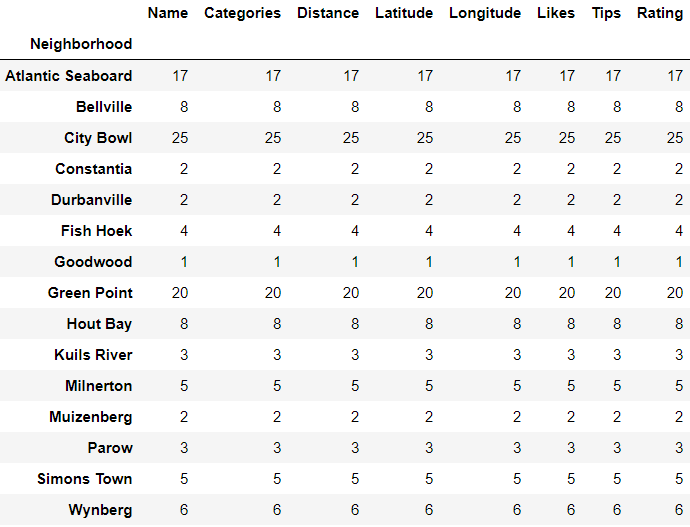 Name Categories Distance Latitude Longitude Likes Tips Rating
Neighborhood
Atlantic Seaboard 17 17 17 17 17 17 17 17
Bellville 8 8 8 8 8 8 8 8
City Bowl 25 25 25 25 25 25 25 25
Constantia 2 2 2 2 2 2 2 2
Durbanville 2 2 2 2 2 2 2 2
Fish Hoek 4 4 4 4 4 4 4 4
Goodwood 1 1 1 1 1 1 1 1
Green Point 20 20 20 20 20 20 20 20
Hout Bay 8 8 8 8 8 8 8 8
Kuils River 3 3 3 3 3 3 3 3
Milnerton 5 5 5 5 5 5 5 5
Muizenberg 2 2 2 2 2 2 2 2
Parow 3 3 3 3 3 3 3 3
Simons Town 5 5 5 5 5 5 5 5
Wynberg 6 6 6 6 6 6 6 6